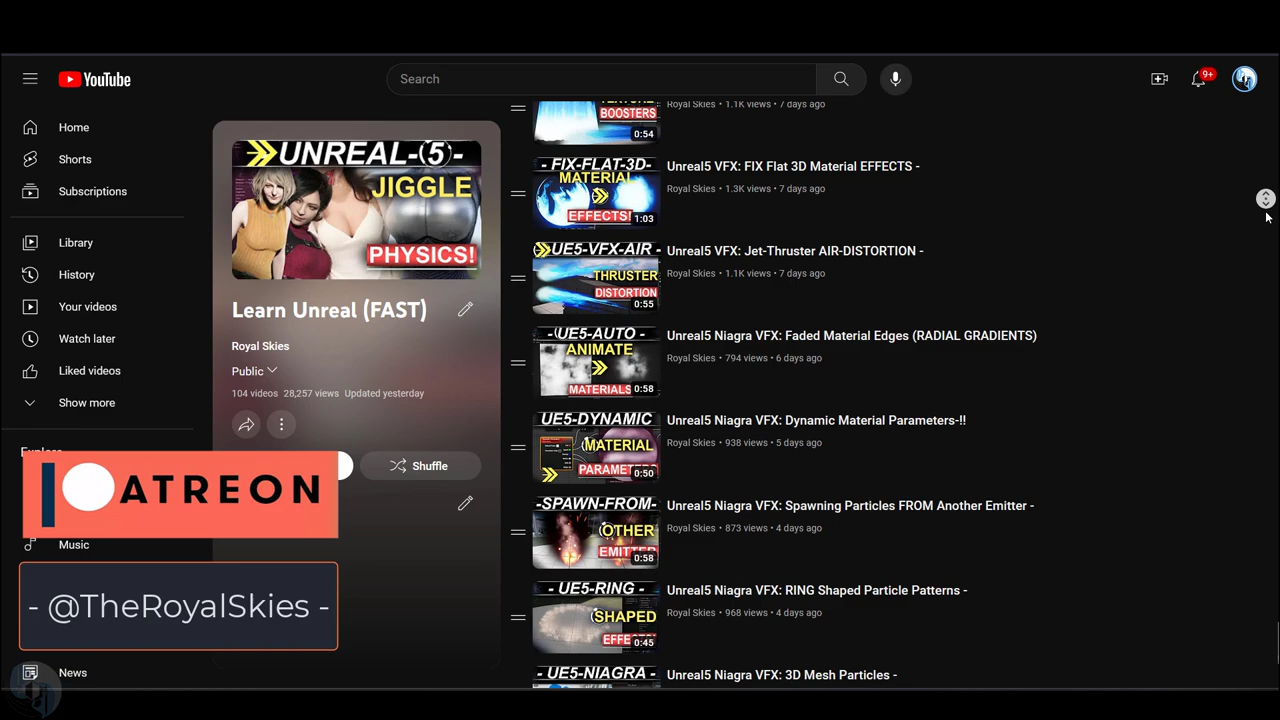 YouTube
Search
9+
Home
Shorts
Subscriptions
Library
History
Your videos
Watch later
Liked videos
Show more
Explore
ATREON
Music
- @TheRoyalSkies -
News
UNREAL-(5)-
JIGGLE
PHYSICS!
Learn Unreal (FAST)
Royal Skies
Public
104 videos 28,257 views Updated yesterday
Shuffle
BOOSTERS
0:54
Royal Skies • 1.1K views • 7 days ago
- FIX-FLAT-3D-
MATERIAL
EFFECTS!
1:03
Unreal5 VFX: FIX Flat 3D Material EFFECTS -
Royal Skies • 1.3K views • 7 days ago
UE5-VFX-AIR -
THRUSTER
DISTORTION
0:55
Unreal5 VFX: Jet-Thruster AIR-DISTORTION -
Royal Skies • 1.1K views • 7 days ago
-(UE5-AUTO -
ANIMATE
MATERIALS
0:58
Unreal5 Niagra VFX: Faded Material Edges (RADIAL GRADIENTS)
Royal Skies • 794 views • 6 days ago
UE5-DYNAMIC
MATERIAL
PARAMETERS
0:50
Unreal5 Niagra VFX: Dynamic Material Parameters-!!
Royal Skies • 938 views • 5 days ago
-SPAWN-FROM-
OTHER
EMITTER
0:58
Unreal5 Niagra VFX: Spawning Particles FROM Another Emitter -
Royal Skies • 873 views • 4 days ago
- UE5-RING -
SHAPED
EFFE
0:45
Unreal5 Niagra VFX: RING Shaped Particle Patterns -
Royal Skies • 968 views • 4 days ago
- UE5-NIAGRA -
Unreal5 Niagra VFX: 3D Mesh Particles -